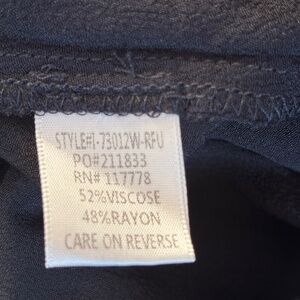 STYLE#I-73012W-RFU
PO#211833
RN# 117778
52%VISCOSE
48%RAYON
CARE ON REVERSE